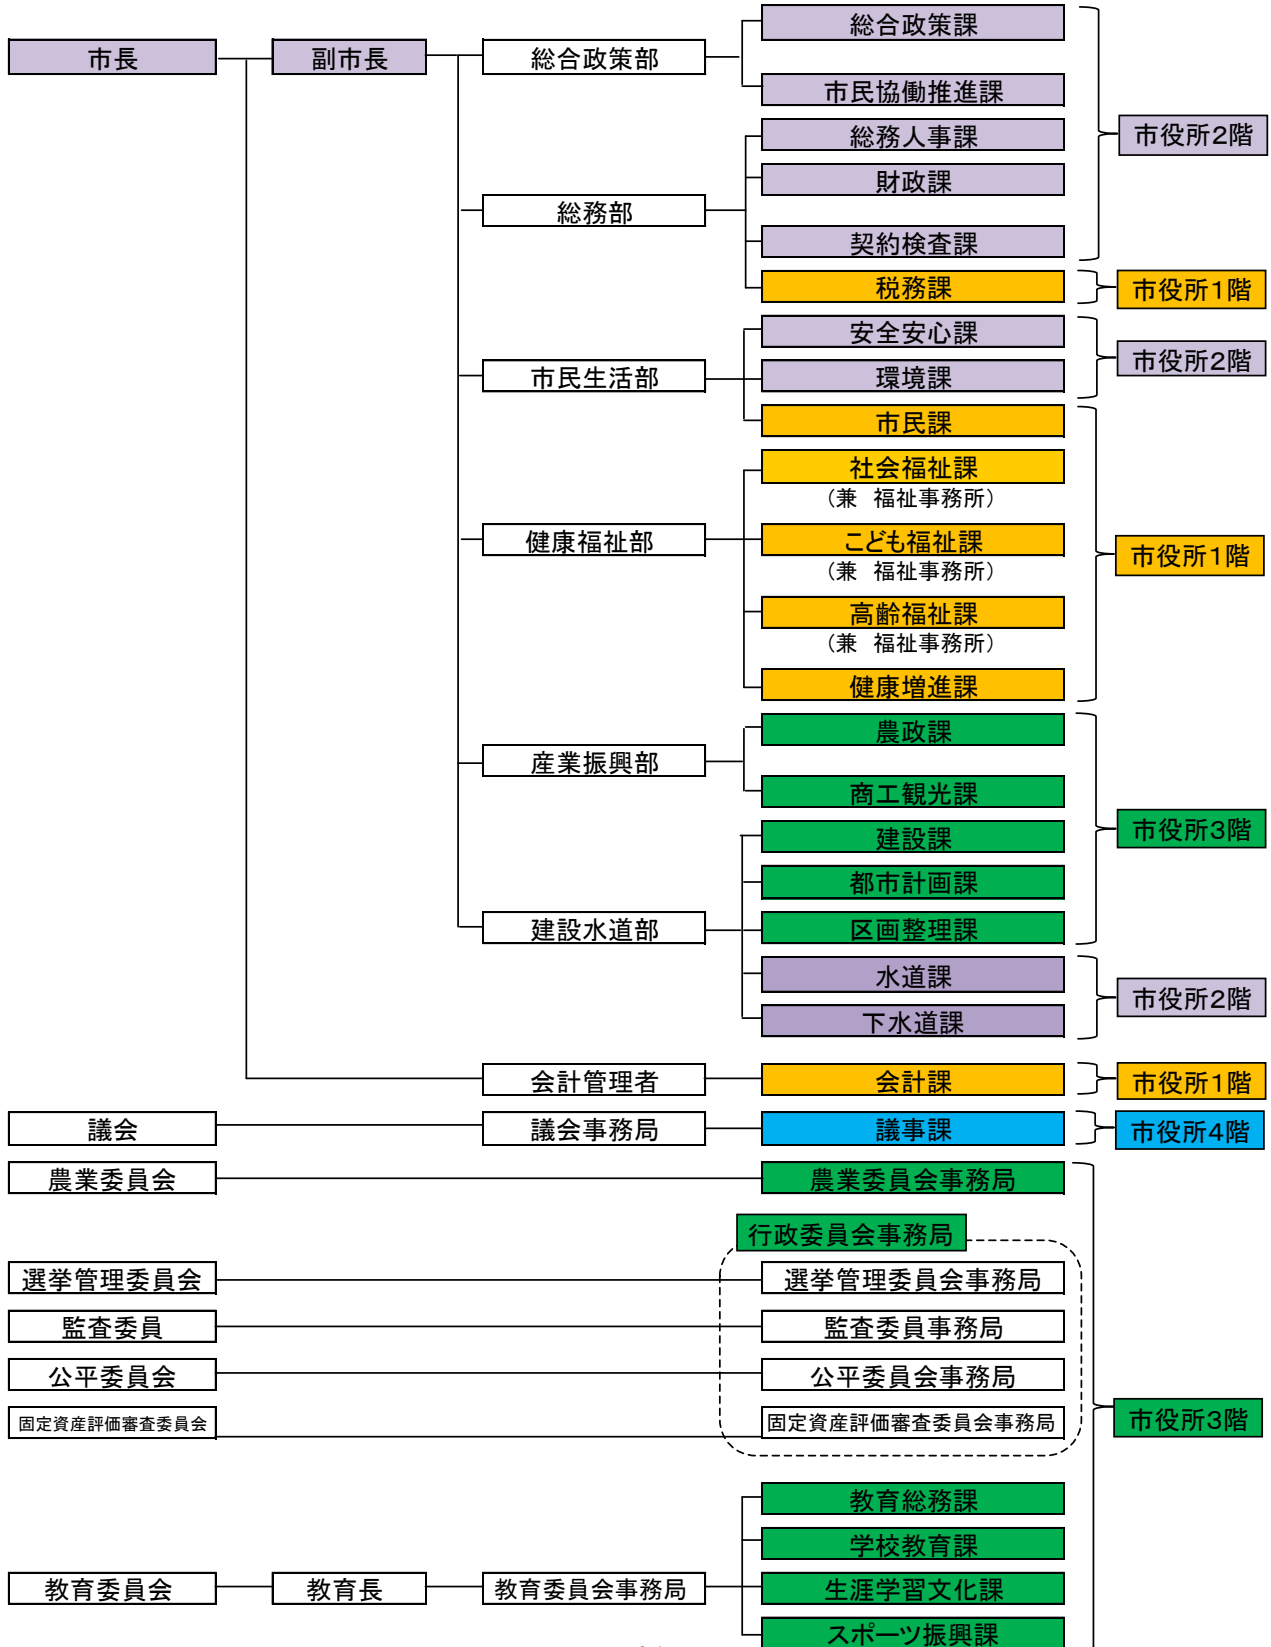 総合政策課
市長
副市長
総合政策部
市民協働推進課
総務人事課
市役所2階
財政課
総務部
契約検査課
税務課
市役所1階
安全安心課
市役所2階
市民生活部
環境課
市民課
社会福祉課
（兼　福祉事務所）
健康福祉部
こども福祉課
市役所1階
（兼　福祉事務所）
高齢福祉課
（兼　福祉事務所）
健康増進課
農政課
産業振興部
商工観光課
市役所3階
建設課
都市計画課
建設水道部
区画整理課
水道課
市役所2階
下水道課
会計管理者
会計課
市役所1階
議会
議会事務局
議事課
市役所4階
農業委員会
農業委員会事務局
行政委員会事務局
選挙管理委員会
選挙管理委員会事務局
監査委員
監査委員事務局
公平委員会
公平委員会事務局
固定資産評価審査委員会
固定資産評価審査委員会事務局
市役所3階
教育総務課
学校教育課
教育委員会
教育長
教育委員会事務局
生涯学習文化課
スポーツ振興課